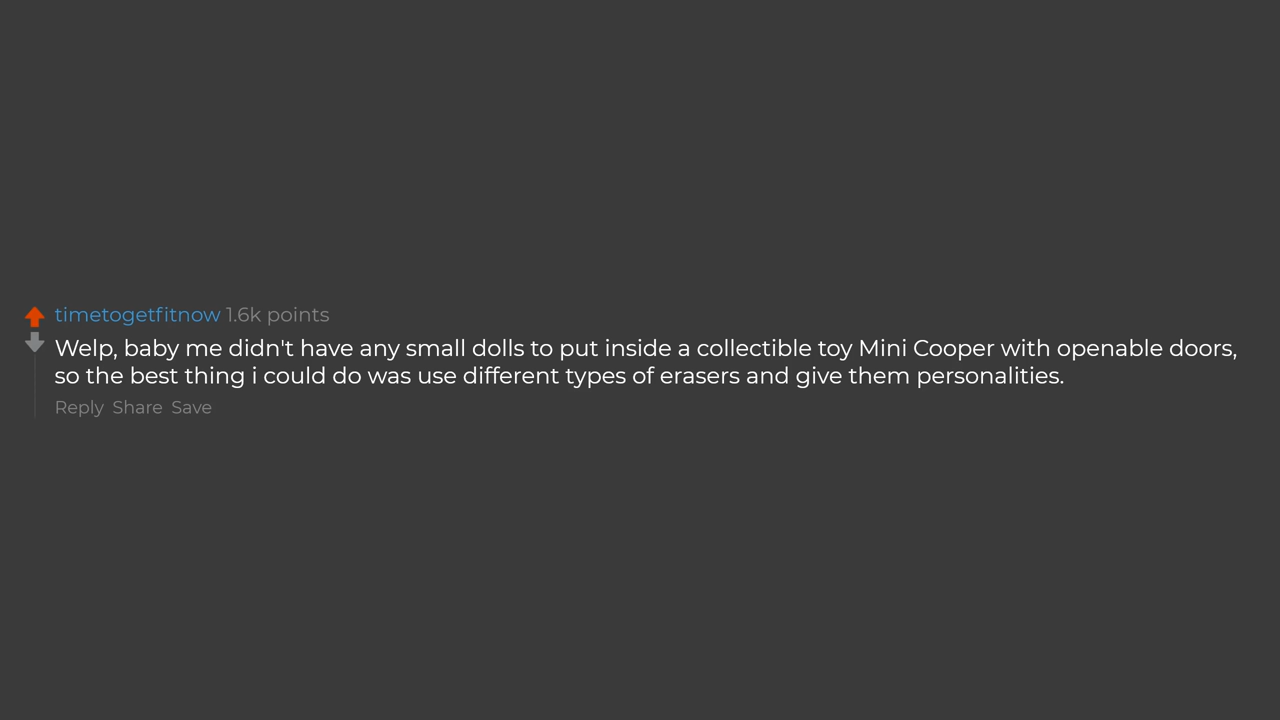 timetogetfitnow 1.6k points
Welp, baby me didn't have any small dolls to put inside a collectible toy Mini Cooper with openable doors,
so the best thing i could do was use different types of erasers and give them personalities.
Reply Share Save